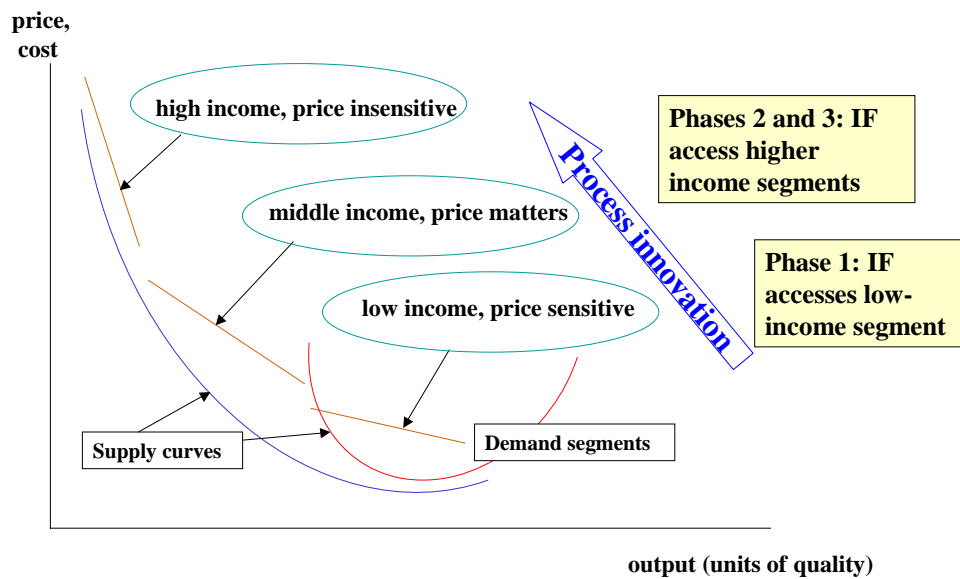 price,
cost
high income, price insensitive
Phases 2 and 3: IF
access higher
income segments
Process innovation
middle income, price matters
Phase 1: IF
accesses low-
income segment
low income, price sensitive
Supply curves
Demand segments
output (units of quality)